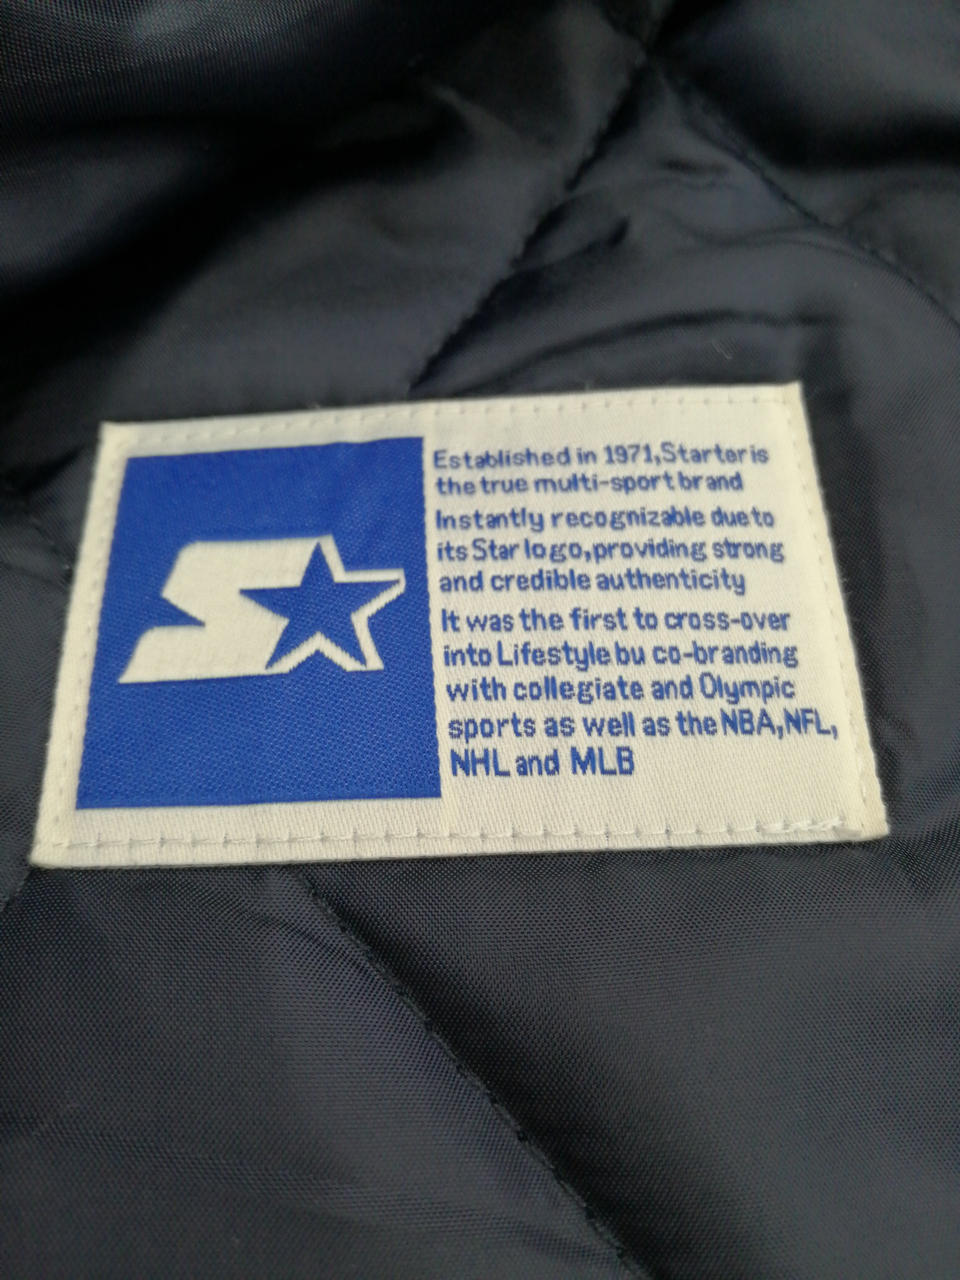 Established in 1971,Starter is
the true multi-sport brand
Instantly recognizable due to
its Star logo,providing strong
and credible authenticity
It was the first to cross-over
into Lifestyle bu co-branding
with collegiate and Olympic
sports as well as the NBA,NFL,
NHL and MLB